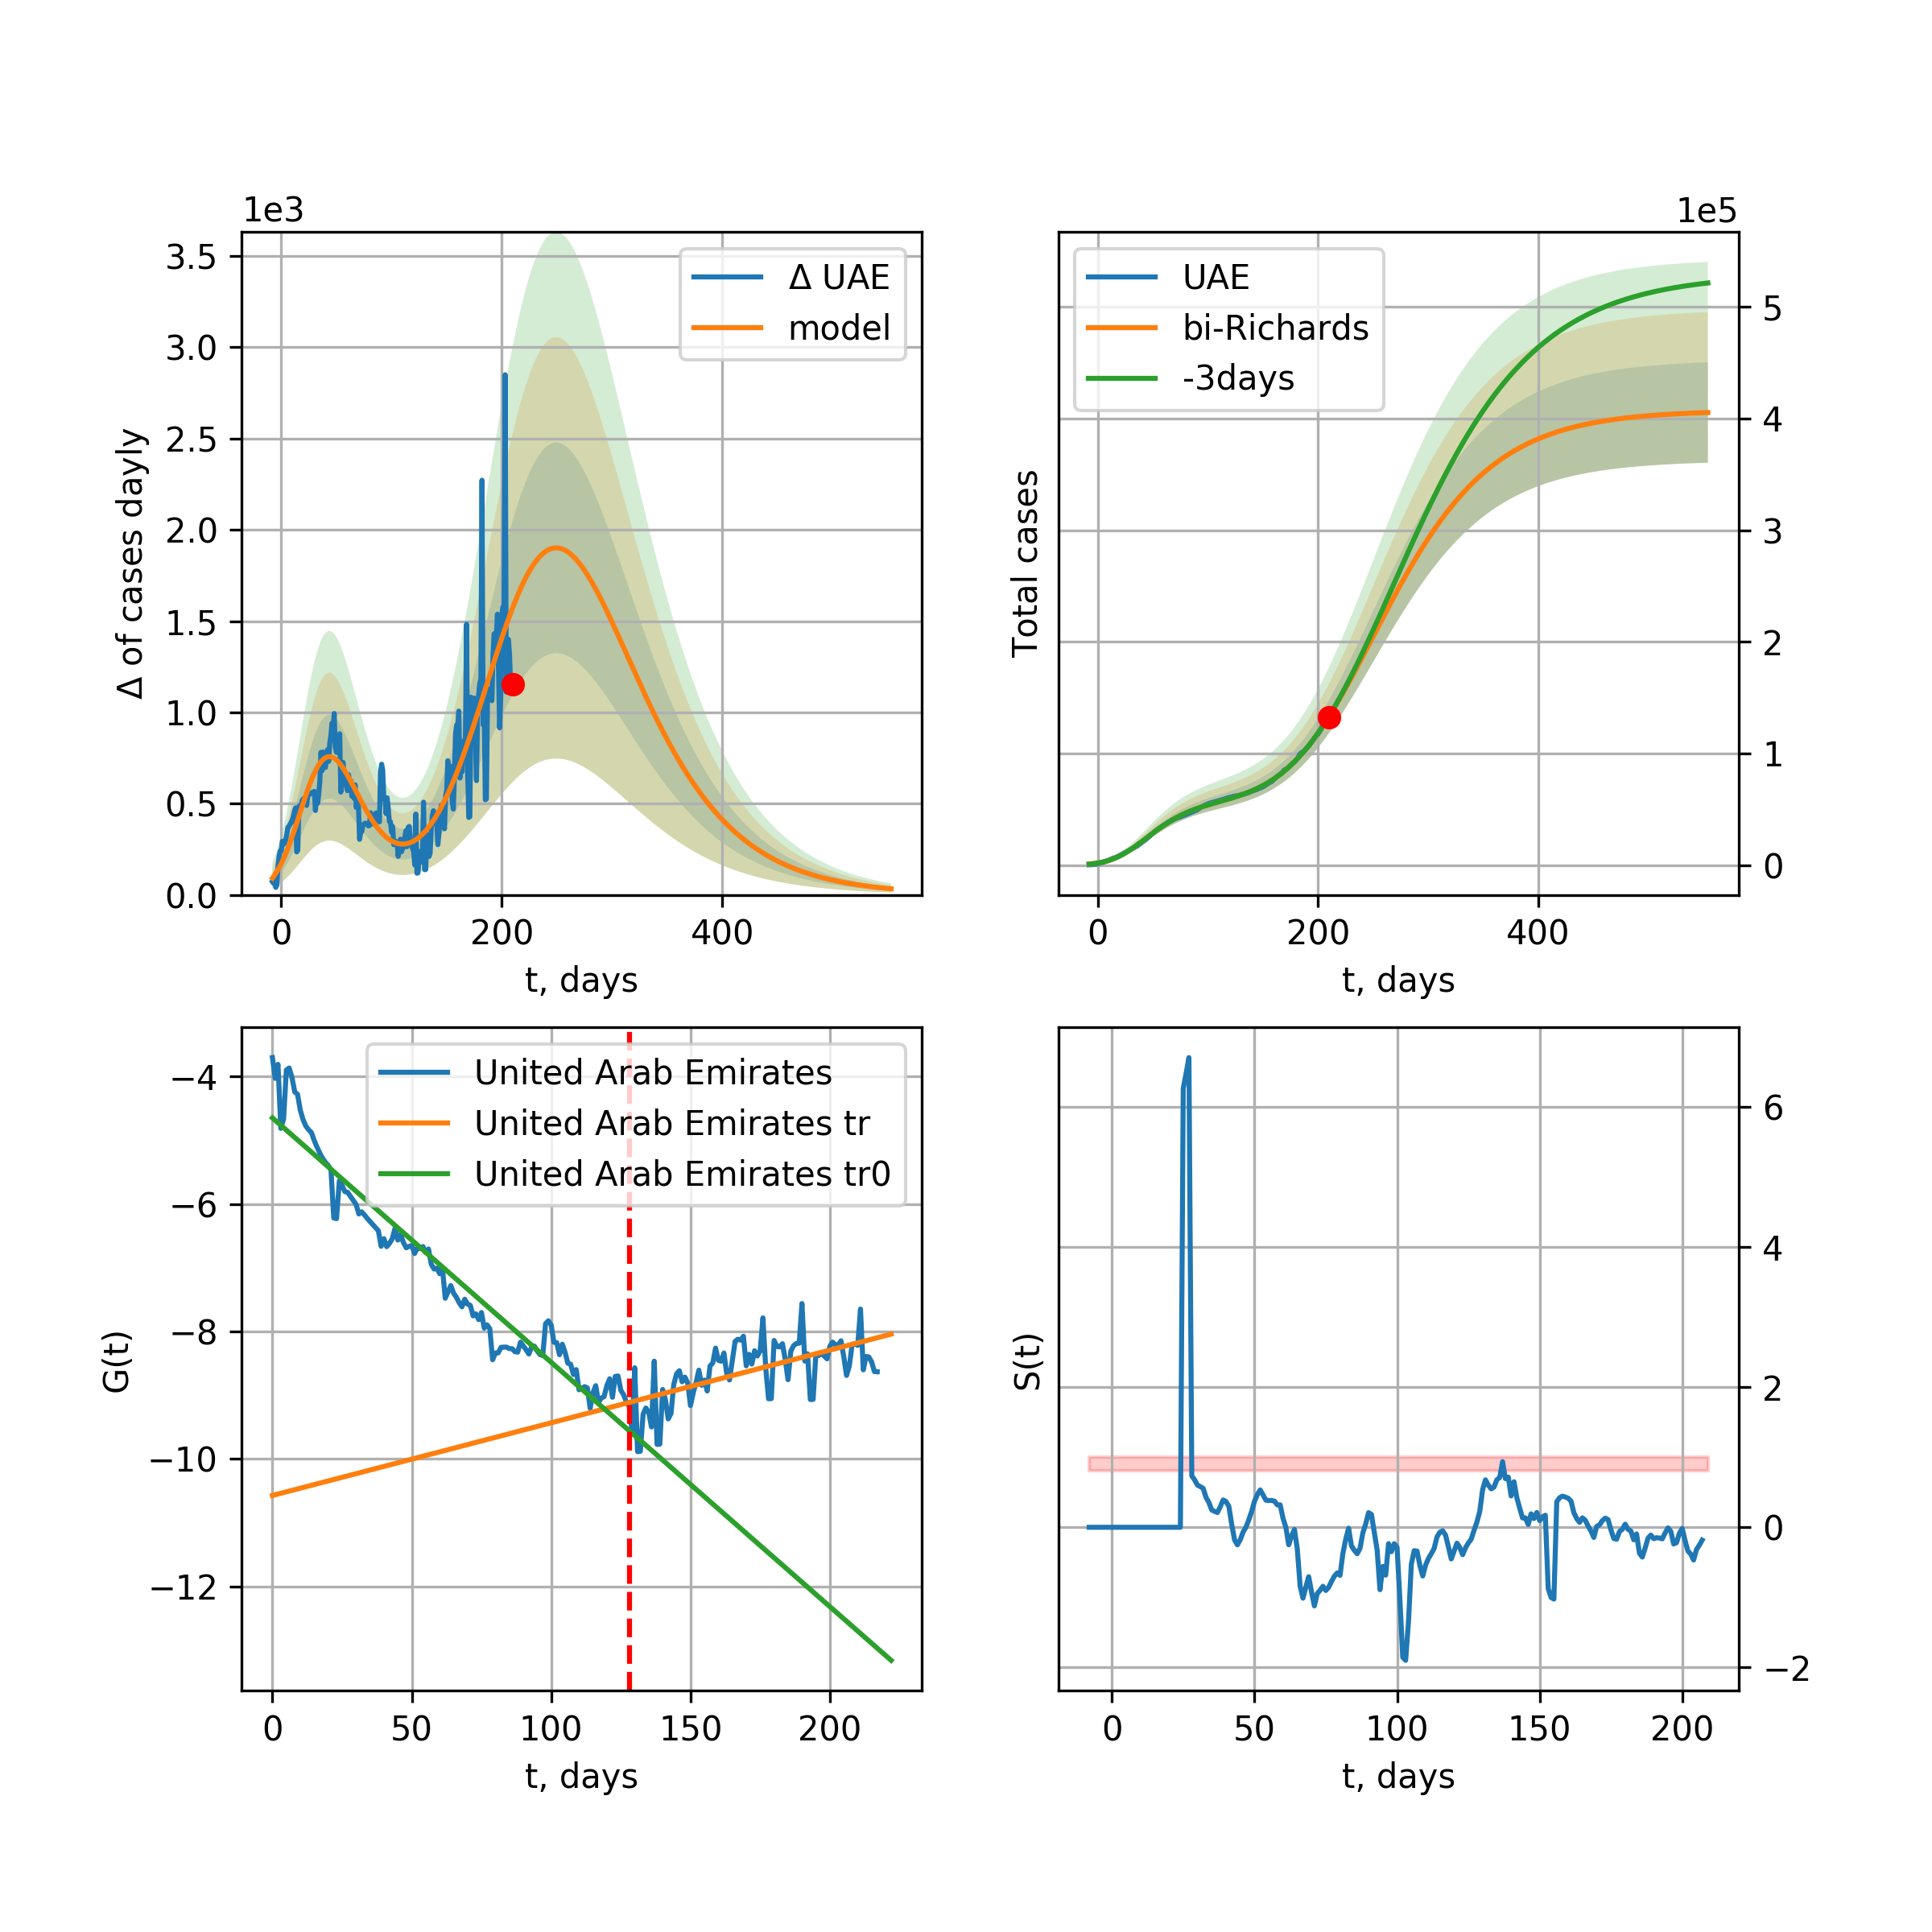 1e3
3.5
3.0
2.5
2.0
1.5
1.0
0.5
0.0
Δ of cases dayly
Δ UAE
model
0 200 400
t, days
1e5
UAE
bi-Richards
-3days
Total cases
5
4
3
2
1
0
0 200 400
t, days
G(t)
−4
−6
−8
−10
−12
United Arab Emirates
United Arab Emirates tr
United Arab Emirates tr0
0 50 100 150 200
t, days
S(t)
6
4
2
0
−2
0 50 100 150 200
t, days